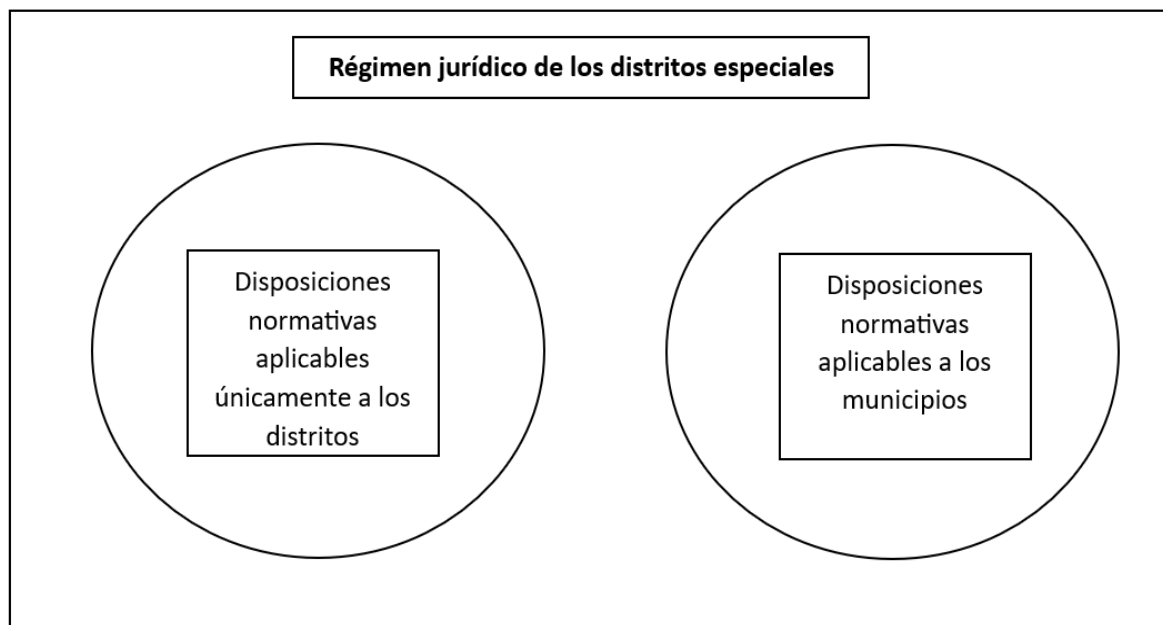 Régimen jurídico de los distritos especiales
Disposiciones
normativas
aplicables
únicamente a los
distritos
Disposiciones
normativas
aplicables a los
municipios